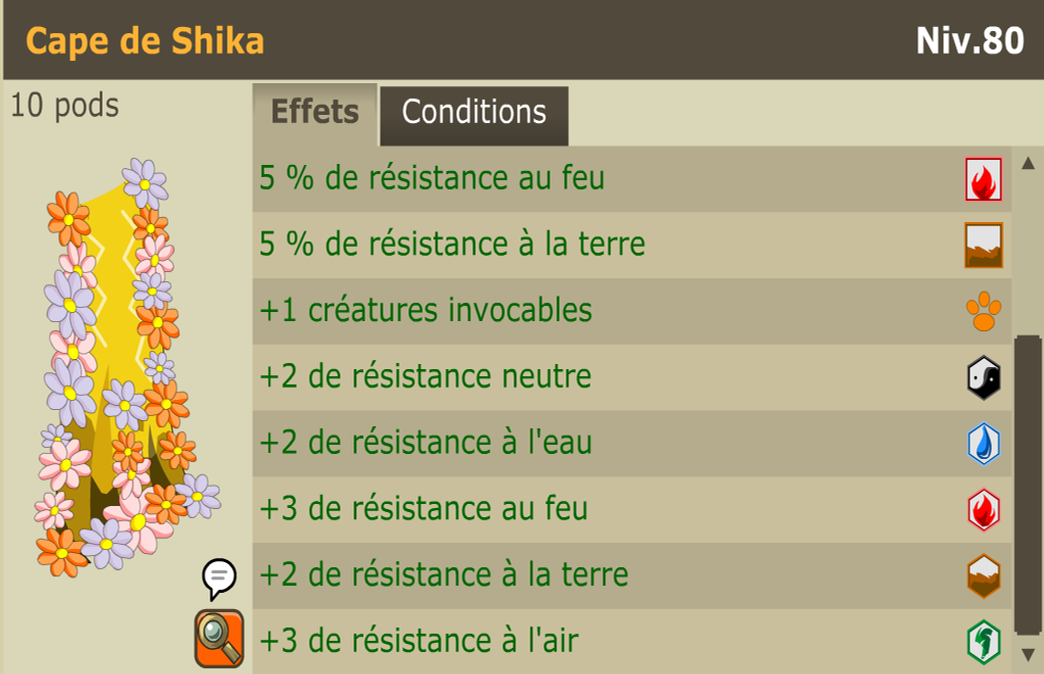 Cape de Shika
Niv.80
10 pods
Effets
Conditions
5 % de résistance au feu
5 % de résistance à la terre
+1 créatures invocables
+2 de résistance neutre
+2 de résistance à l'eau
+3 de résistance au feu
+2 de résistance à la terre
+3 de résistance à l'air